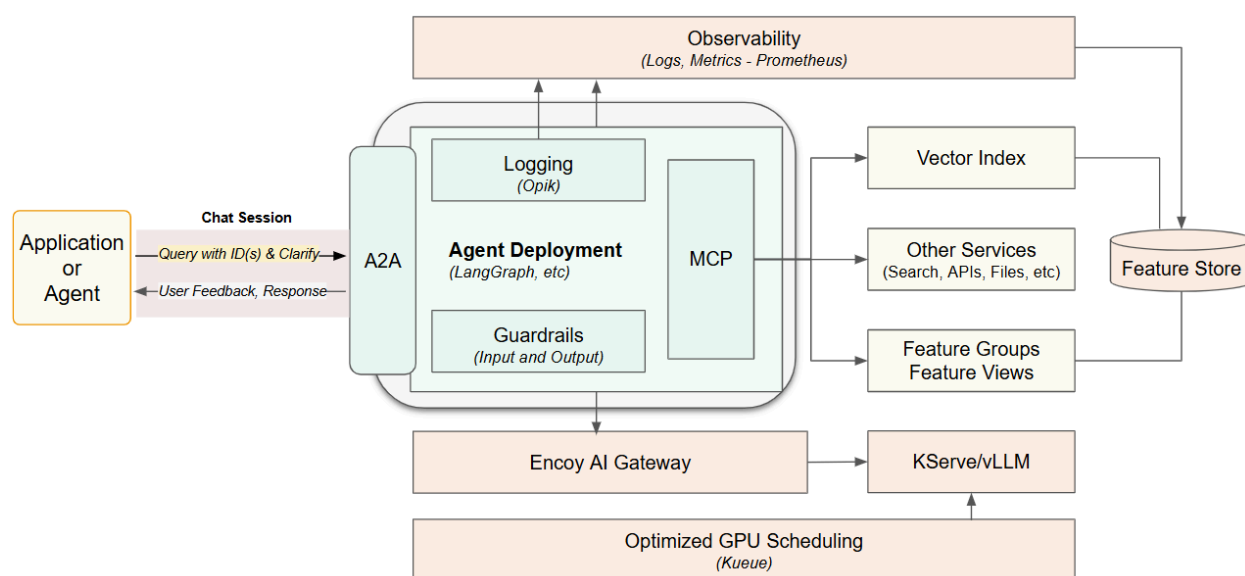 Observability
(Logs, Metrics - Prometheus)
Logging
(Opik)
Vector Index
Chat Session
Application
or
Agent
Query with ID(s) & Clarify
User Feedback, Response
A2A
Agent Deployment
(LangGraph, etc)
MCP
Other Services
(Search, APIs, Files, etc)
Feature Store
Guardrails
(Input and Output)
Feature Groups
Feature Views
Encoy AI Gateway
KServe/vLLM
Optimized GPU Scheduling
(Kueue)